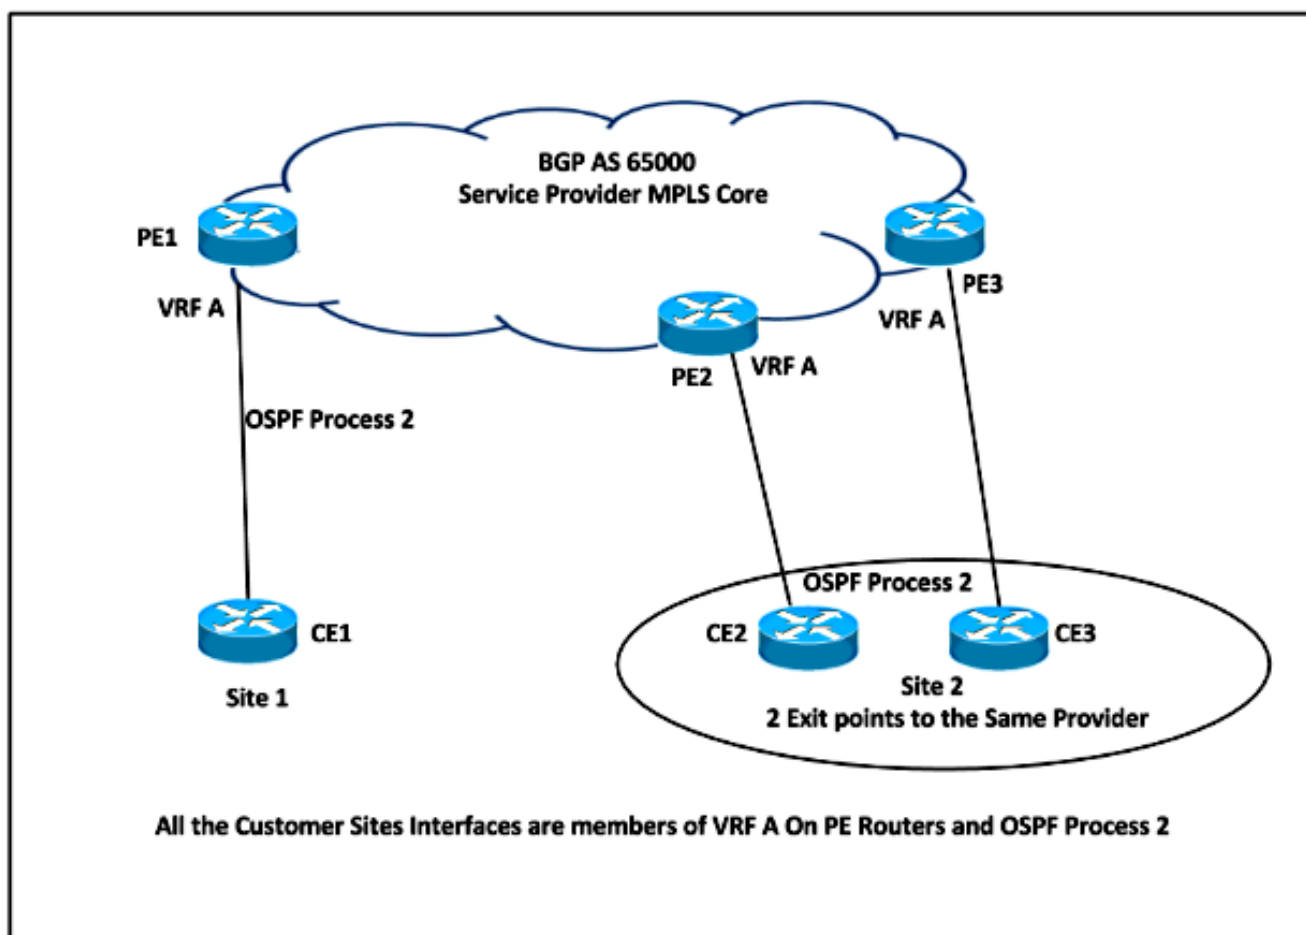 BGP AS 65000
Service Provider MPLS Core
PE1
PE3
VRF A
VRF A
PE2
VRF A
OSPF Process 2
OSPF Process 2
CE1
CE2
CE3
Site 1
Site 2
2 Exit points to the Same Provider
All the Customer Sites Interfaces are members of VRF A On PE Routers and OSPF Process 2